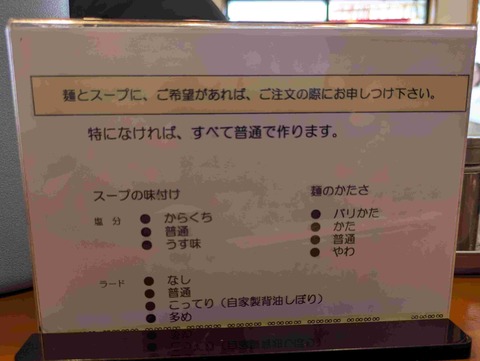 麺とスープに、ご希望があれば、ご注文の際にお申しつけ下さい。
特になければ、すべて普通で作ります。
スープの味付け
塩 分 ● からくち
● 普通
● うす味
ラード ● なし
● 普通
● こってり（自家製背油しぼり）
● 多め
麺のかたさ
● バリかた
● かた
● 普通
● やわ